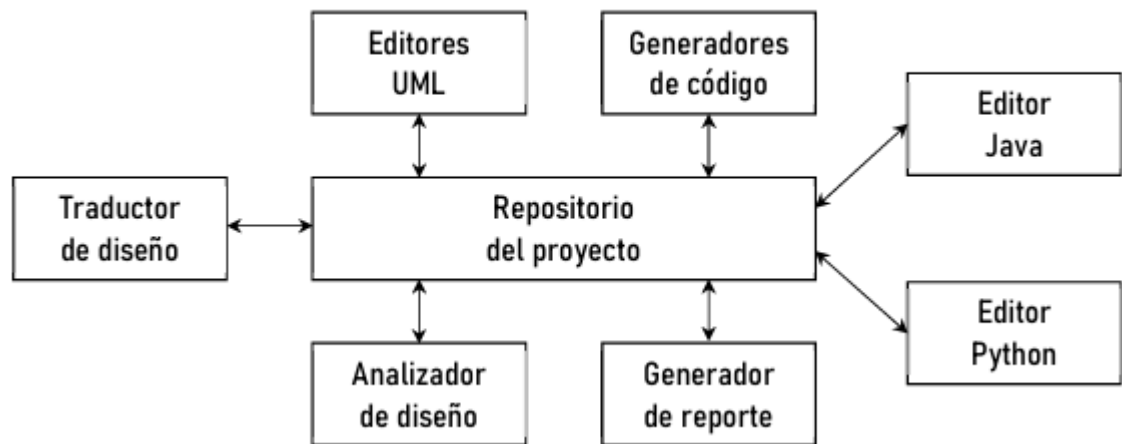 Editores
UML
Generadores
de código
Editor
Java
Traductor
de diseño
Repositorio
del proyecto
Editor
Python
Analizador
de diseño
Generador
de reporte